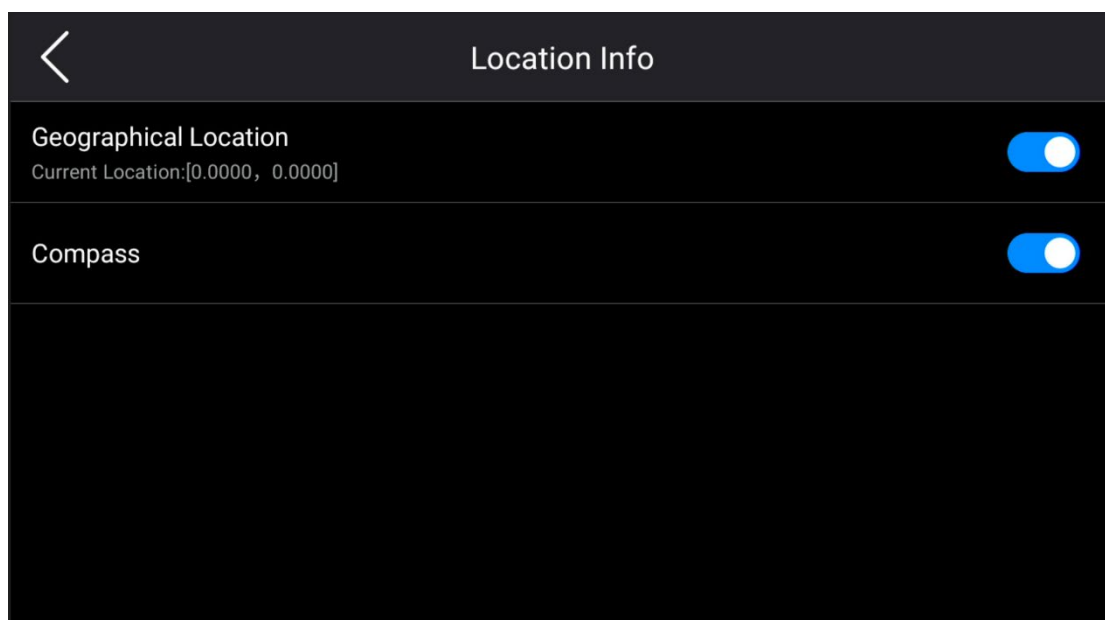 Location Info
Geographical Location
Current Location:[0.0000，0.0000]
Compass